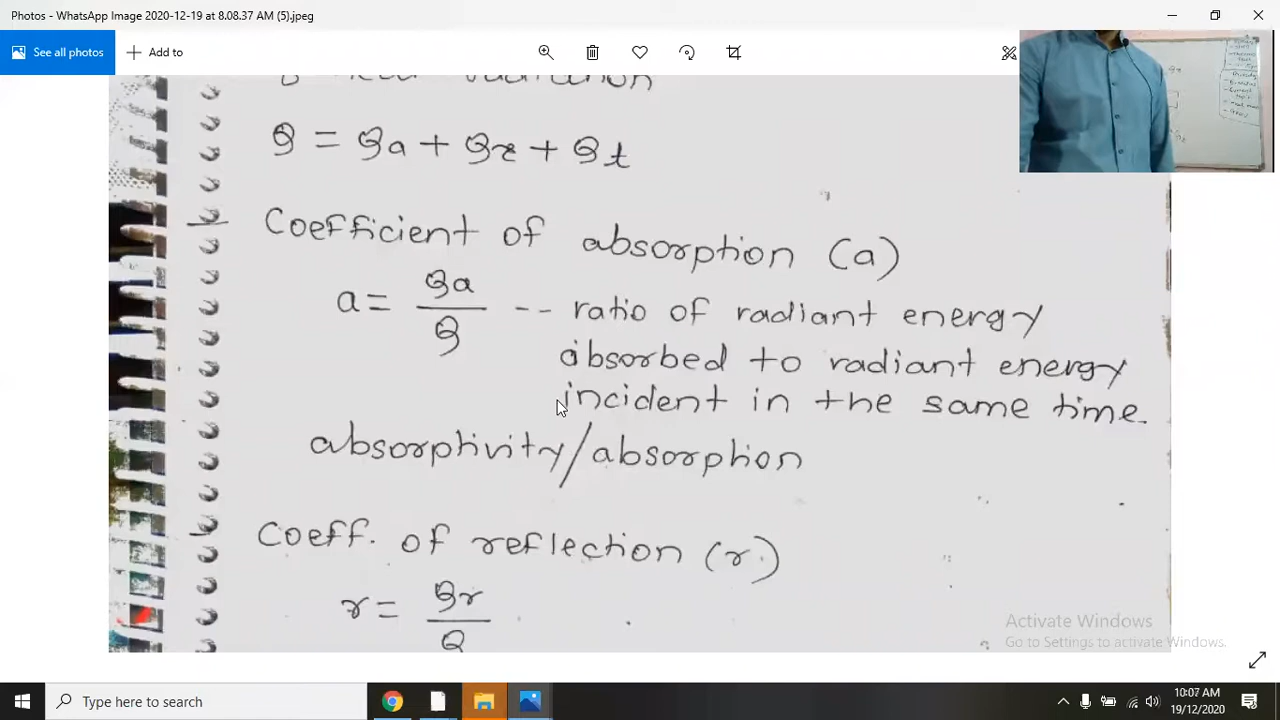 Photos - WhatsApp Image 2020-12-19 at 8.08.37 AM (5).jpeg
See all photos
Add to
radiation
Q = Qa + Qr + Qt
Coefficient of absorption (a)
a = Qa / Q -- ratio of radiant energy
absorbed to radiant energy
incident in the same time.
absorptivity/absorption
Coeff. of reflection (r)
r = Qr / Q
Activate Windows
Go to Settings to activate Windows.
Type here to search
10:07 AM
19/12/2020